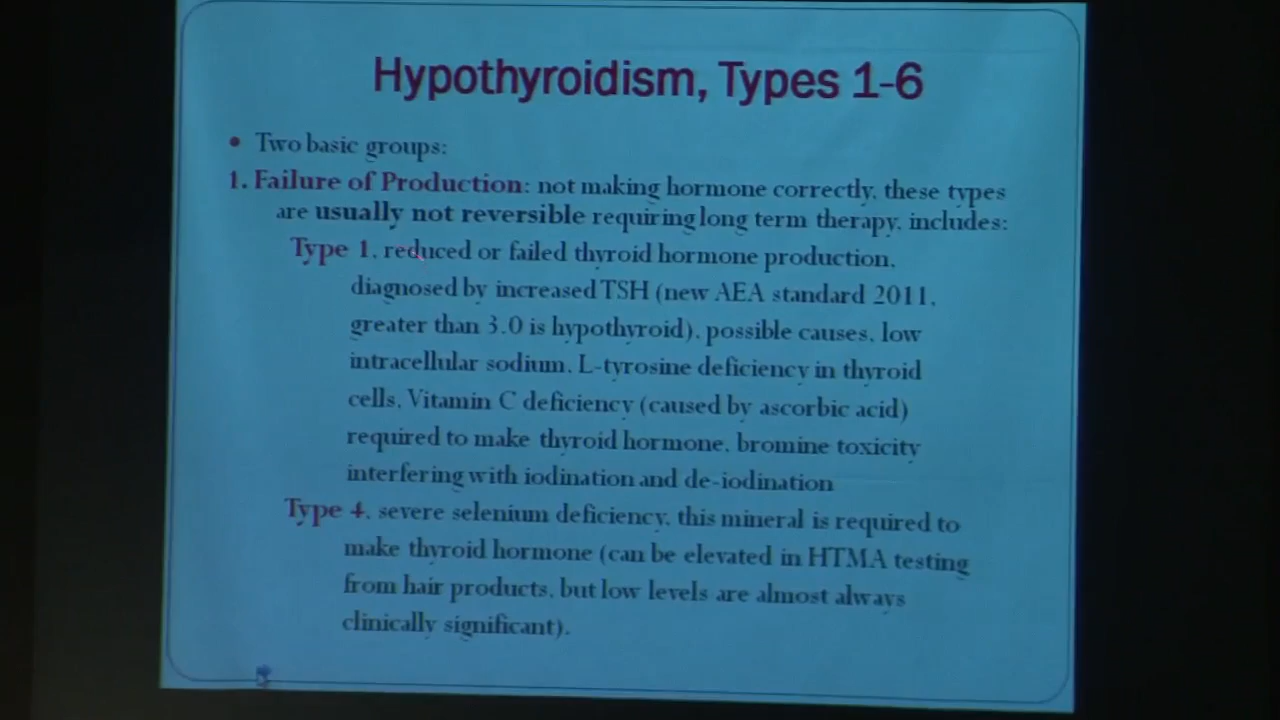 Hypothyroidism, Types 1-6
• Two basic groups:
1. Failure of Production: not making hormone correctly, these types
are usually not reversible requiring long term therapy, includes:
Type 1, reduced or failed thyroid hormone production,
diagnosed by increased TSH (new AEA standard 2011,
greater than 3.0 is hypothyroid), possible causes, low
intracellular sodium, L-tyrosine deficiency in thyroid
cells, Vitamin C deficiency (caused by ascorbic acid)
required to make thyroid hormone, bromine toxicity
interfering with iodination and de-iodination
Type 4, severe selenium deficiency, this mineral is required to
make thyroid hormone (can be elevated in HTMA testing
from hair products, but low levels are almost always
clinically significant).